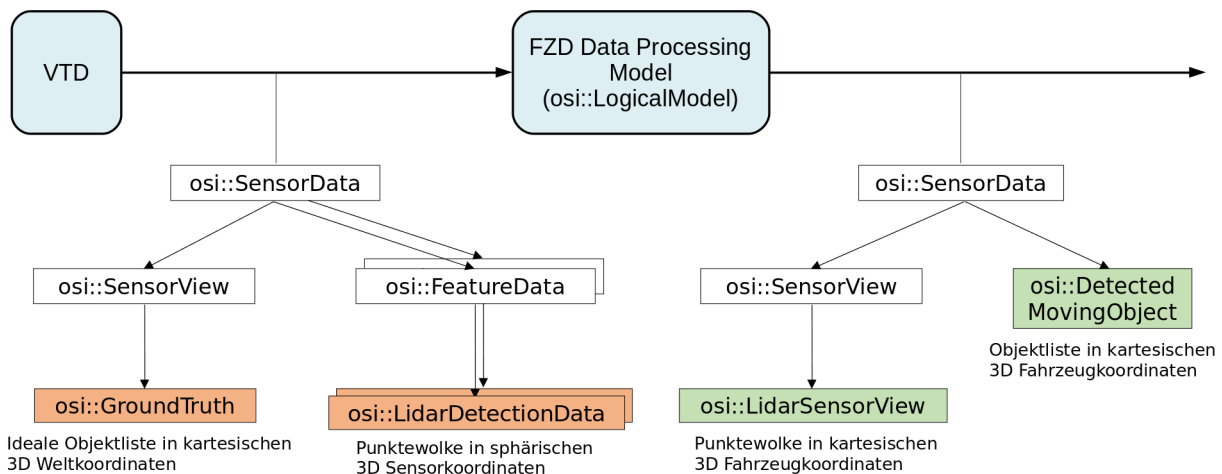 VTD
FZD Data Processing
Model
(osi::LogicalModel)
osi::SensorData
osi::SensorData
osi::SensorView
osi::FeatureData
osi::SensorView
osi::Detected
MovingObject
Objektliste in kartesischen
3D Fahrzeugkoordinaten
osi::GroundTruth
osi::LidarDetectionData
osi::LidarSensorView
Ideale Objektliste in kartesischen
3D Weltkoordinaten
Punktewolke in sphärischen
3D Sensorkoordinaten
Punktewolke in kartesischen
3D Fahrzeugkoordinaten